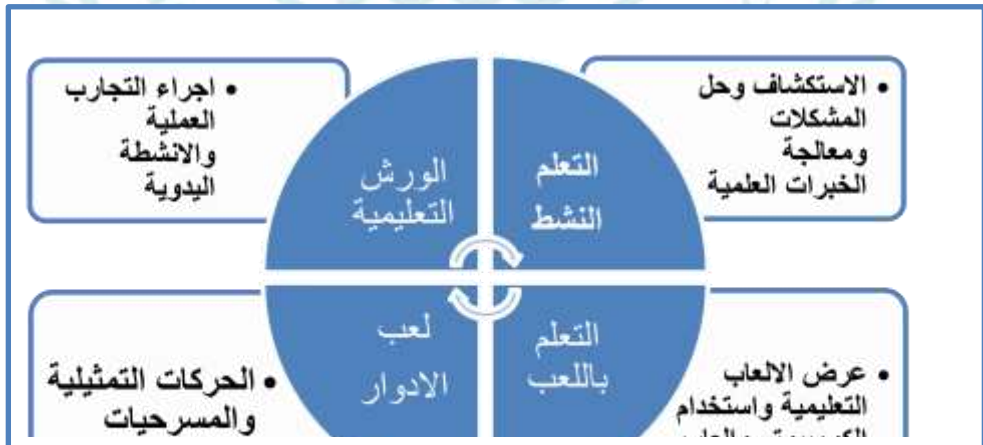 • الاستكشاف وحل
المشكلات
ومعالجة
الخبرات العلمية
التعلم
النشط
الورش
التعليمية
• اجراء التجارب
العملية
والانشطة
اليدوية
التعلم
باللعب
• عرض الالعاب
التعليمية واستخدام
لعب
الادوار
• الحركات التمثيلية
والمسرحيات